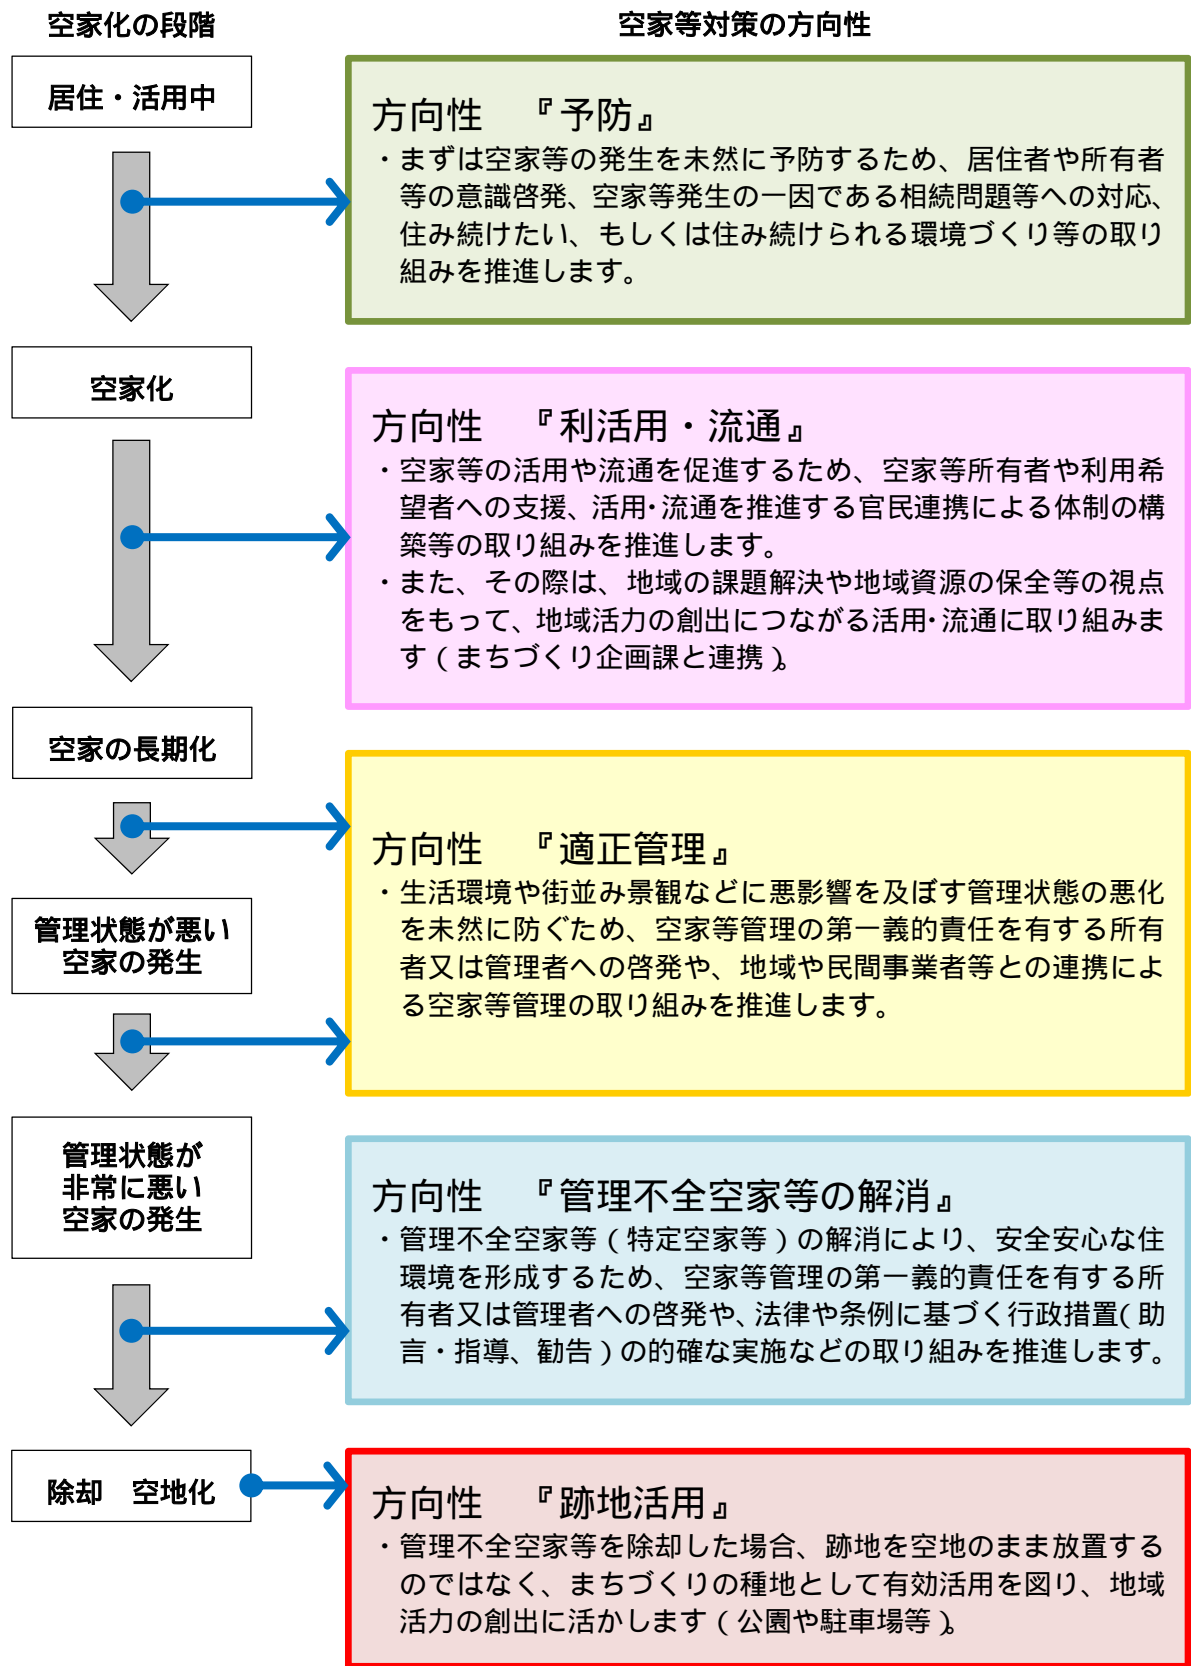 空家化の段階
空家等対策の方向性
居住・活用中
方向性 『予防』
・まずは空家等の発生を未然に予防するため、居住者や所有者
等の意識啓発、空家等発生の一因である相続問題等への対応、
住み続けたい、もしくは住み続けられる環境づくり等の取り
組みを推進します。
空家化
方向性 『利活用・流通』
・空家等の活用や流通を促進するため、空家等所有者や利用希
望者への支援、活用・流通を推進する官民連携による体制の構
築等の取り組みを推進します。
・また、その際は、地域の課題解決や地域資源の保全等の視点
をもって、地域活力の創出につながる活用・流通に取り組みま
す（まちづくり企画課と連携）。
空家の長期化
方向性 『適正管理』
・生活環境や街並み景観などに悪影響を及ぼす管理状態の悪化
を未然に防ぐため、空家等管理の第一義的責任を有する所有
者又は管理者への啓発や、地域や民間事業者等との連携によ
る空家等管理の取り組みを推進します。
管理状態が悪い
空家の発生
管理状態が
非常に悪い
空家の発生
方向性 『管理不全空家等の解消』
・管理不全空家等（特定空家等）の解消により、安全安心な住
環境を形成するため、空家等管理の第一義的責任を有する所
有者又は管理者への啓発や、法律や条例に基づく行政措置（助
言・指導、勧告）の的確な実施などの取り組みを推進します。
除却 空地化
方向性 『跡地活用』
・管理不全空家等を除却した場合、跡地を空地のまま放置する
のではなく、まちづくりの種地として有効活用を図り、地域
活力の創出に活かします（公園や駐車場等）。